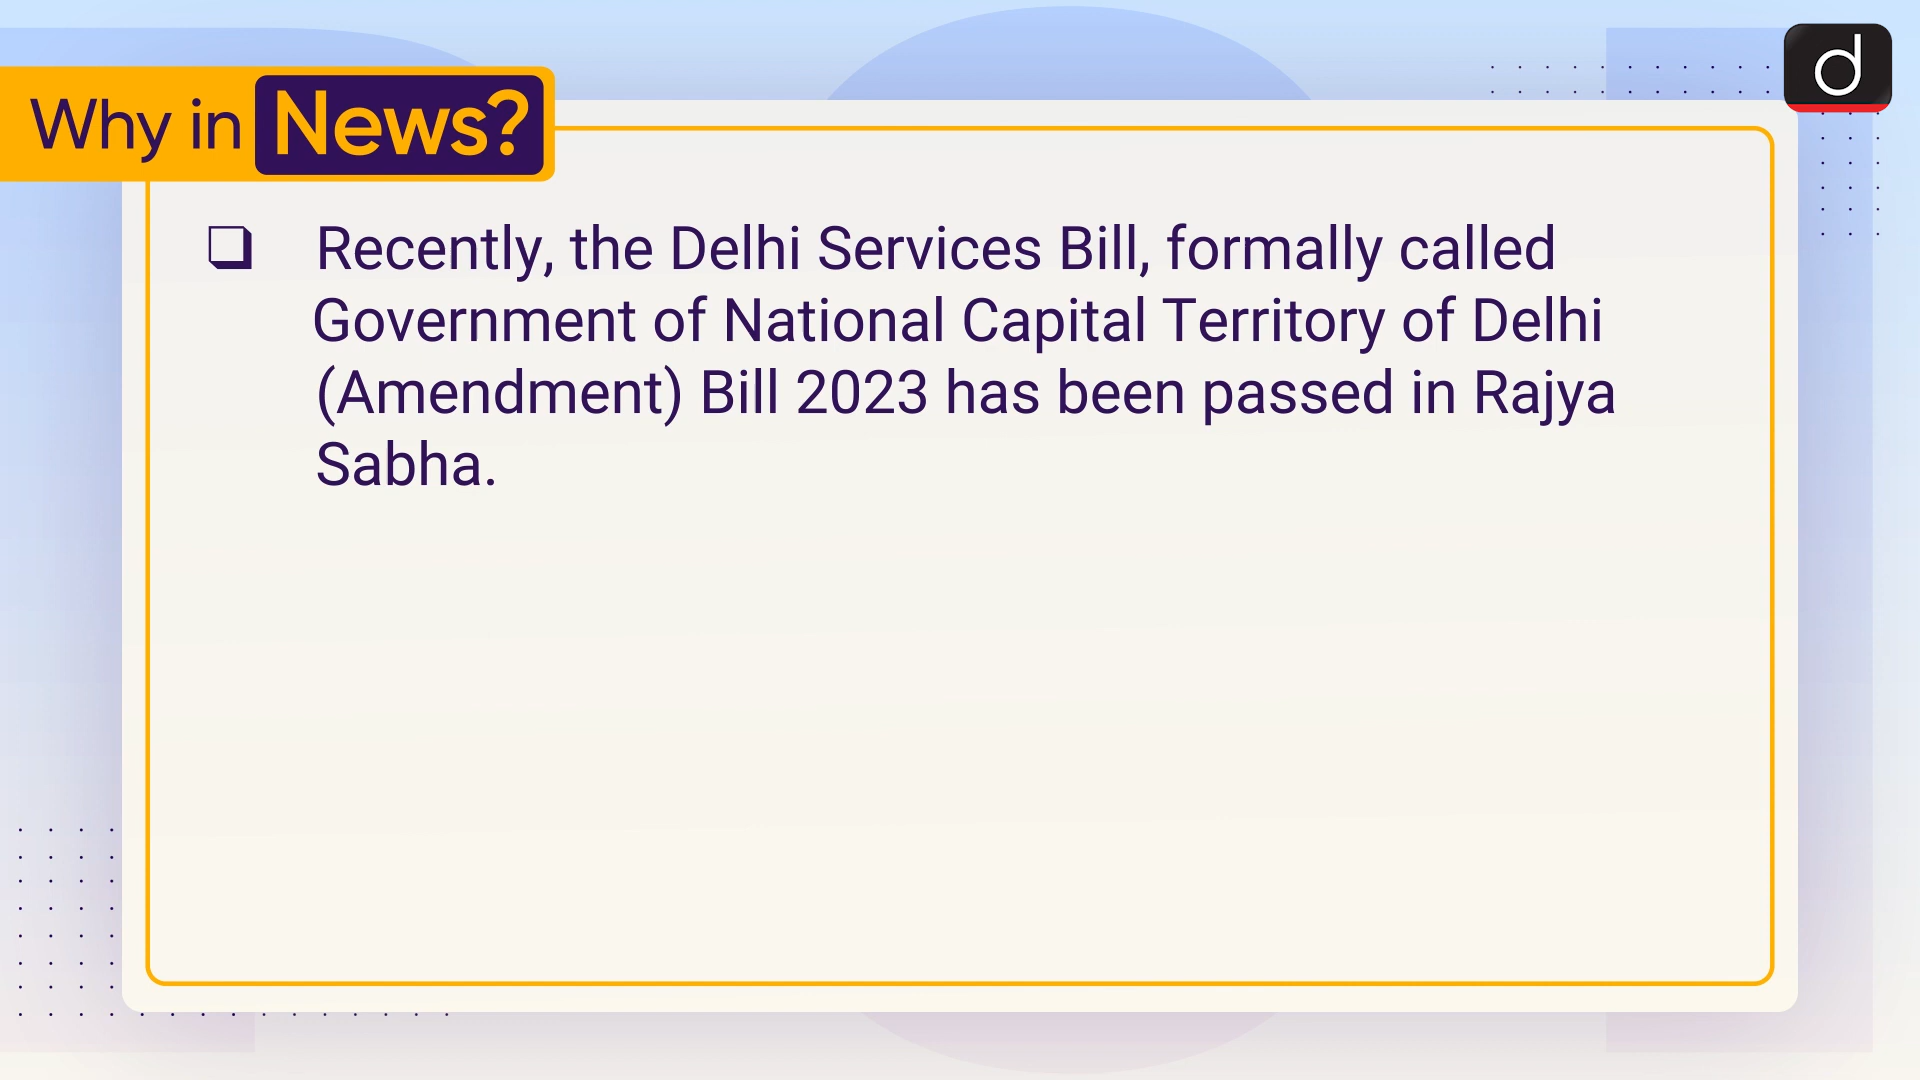 Why in News?
d
❑ Recently, the Delhi Services Bill, formally called
Government of National Capital Territory of Delhi
(Amendment) Bill 2023 has been passed in Rajya
Sabha.